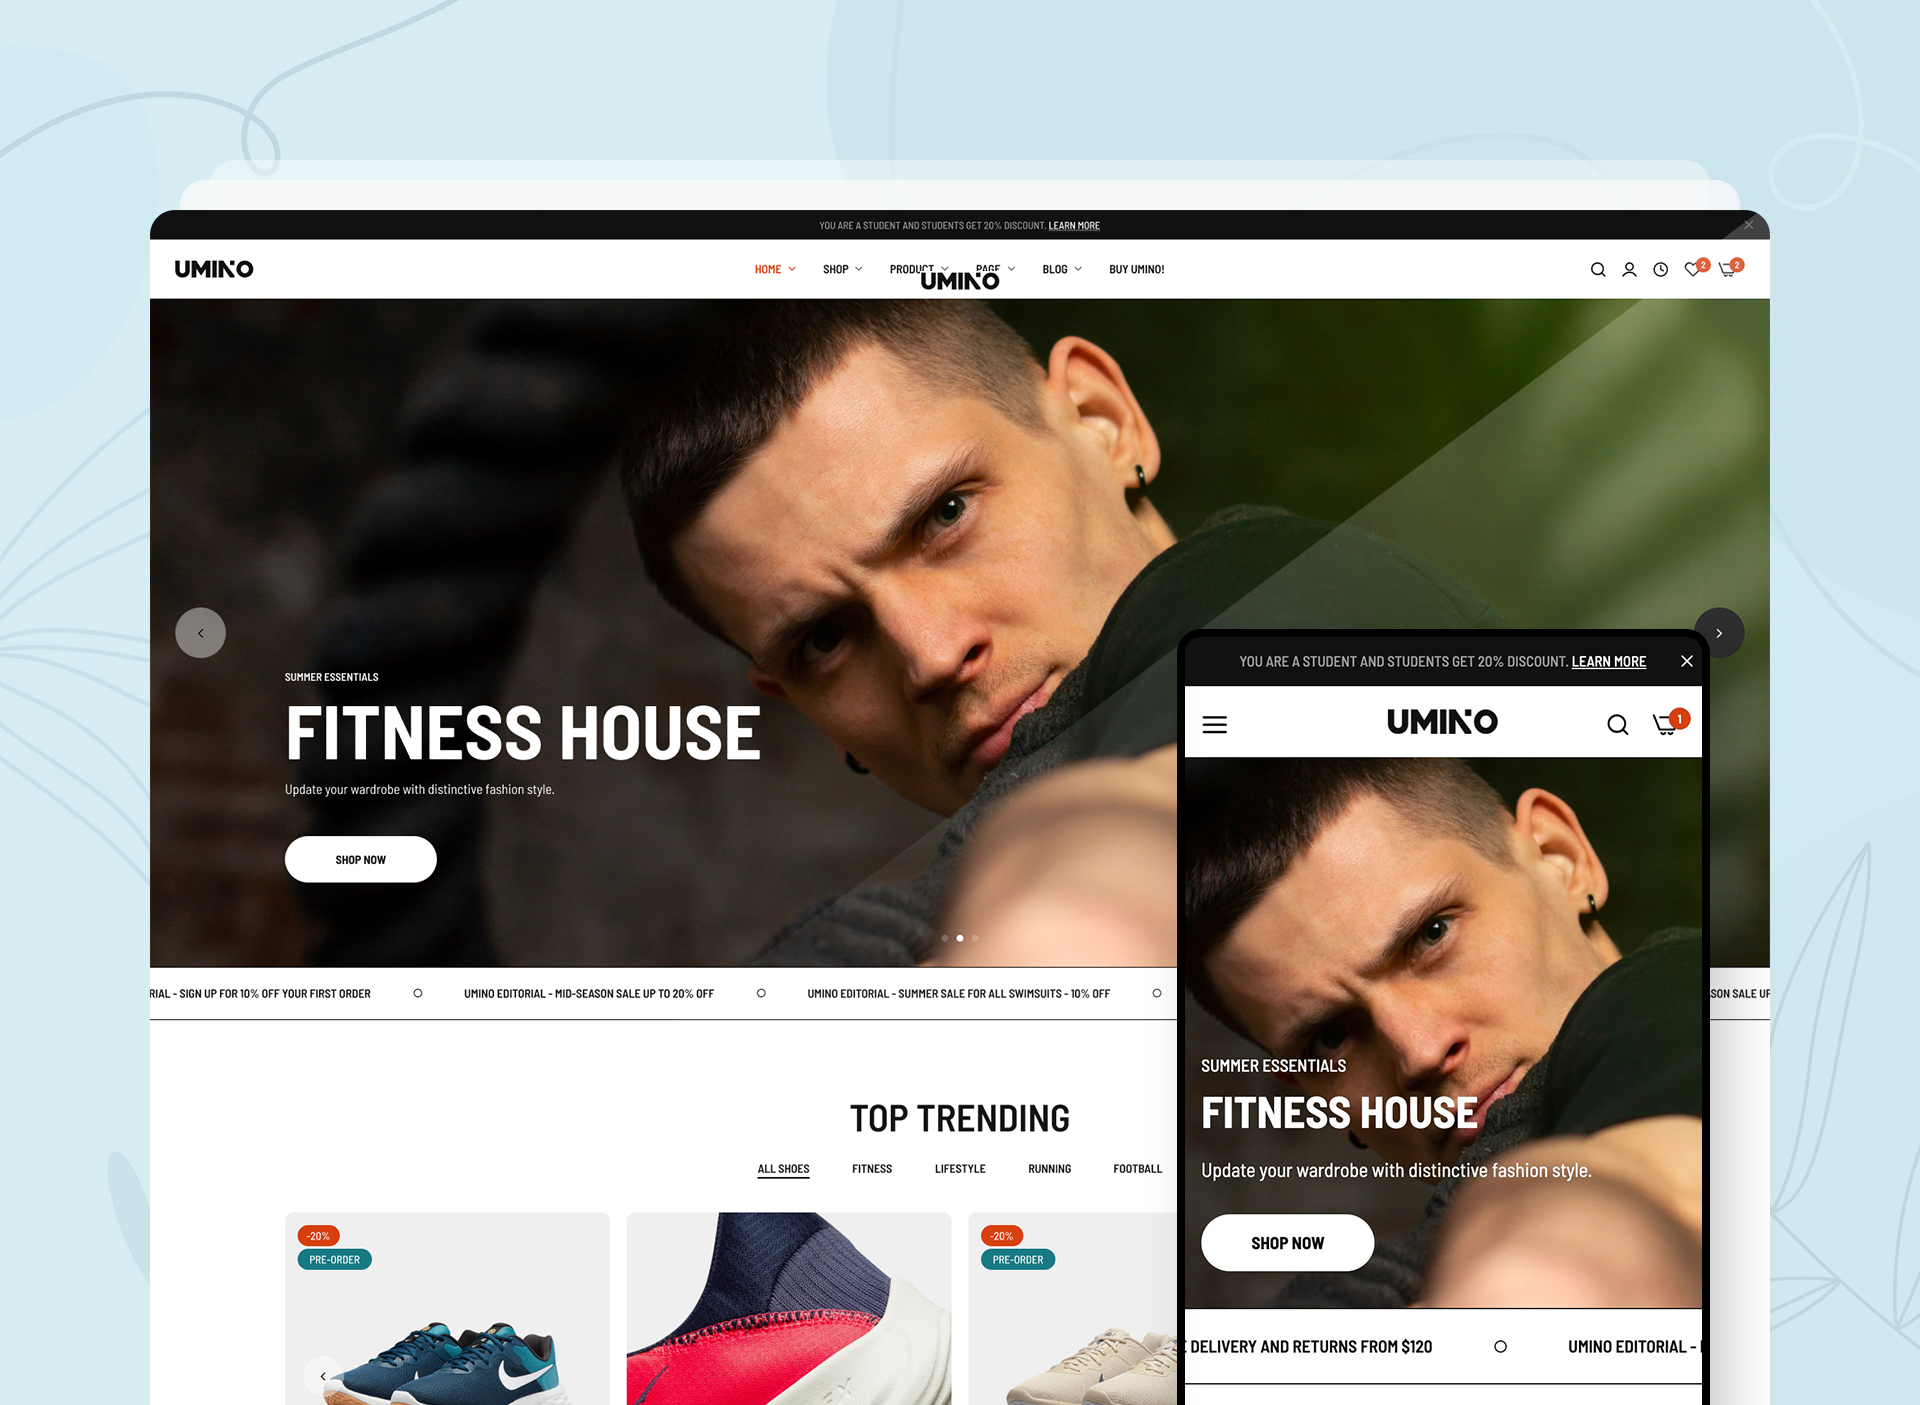 YOU ARE A STUDENT AND STUDENTS GET 20% DISCOUNT. LEARN MORE
UMINO
HOME SHOP PRODUCT PAGE BLOG BUY UMINO!
2 2
UMINO
SUMMER ESSENTIALS
FITNESS HOUSE
Update your wardrobe with distinctive fashion style.
SHOP NOW
RIAL - SIGN UP FOR 10% OFF YOUR FIRST ORDER UMINO EDITORIAL - MID-SEASON SALE UP TO 20% OFF UMINO EDITORIAL - SUMMER SALE FOR ALL SWIMSUITS - 10% OFF SON SALE UP
TOP TRENDING
ALL SHOES FITNESS LIFESTYLE RUNNING FOOTBALL
-20%
PRE-ORDER
-20%
PRE-ORDER
YOU ARE A STUDENT AND STUDENTS GET 20% DISCOUNT. LEARN MORE
UMINO
1
SUMMER ESSENTIALS
FITNESS HOUSE
Update your wardrobe with distinctive fashion style.
SHOP NOW
DELIVERY AND RETURNS FROM $120 UMINO EDITORIAL -